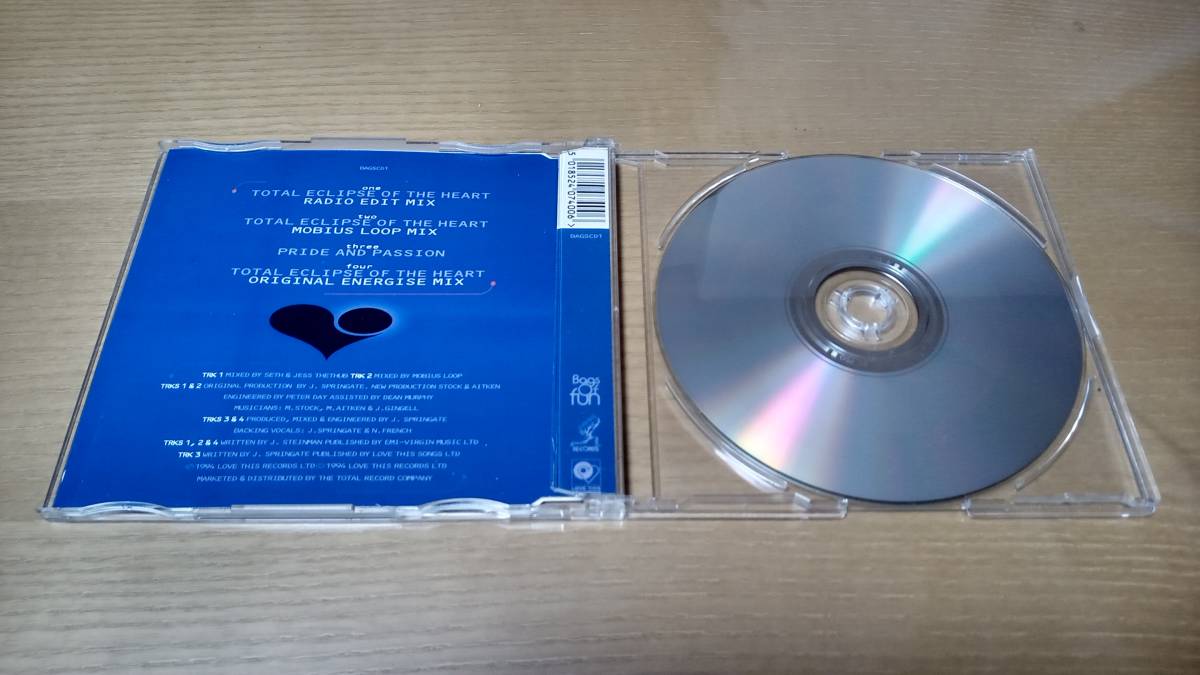 BAGSCD1
one
TOTAL ECLIPSE OF THE HEART
RADIO EDIT MIX
two
TOTAL ECLIPSE OF THE HEART
MOBIUS LOOP MIX
three
PRIDE AND PASSION
four
TOTAL ECLIPSE OF THE HEART
ORIGINAL ENERGISE MIX
TRK 1 MIXED BY SETH & JESS THETHUB TRK 2 MIXED BY MOBIUS LOOP
TRKS 1 & 2 ORIGINAL PRODUCTION BY J. SPRINGATE, NEW PRODUCTION STOCK & AITKEN
ENGINEERED BY PETER DAY ASSISTED BY DEAN MURPHY
MUSICIANS: M.STOCK, M.AITKEN & J.GINGELL
TRKS 3 & 4 PRODUCED, MIXED & ENGINEERED BY J. SPRINGATE
BACKING VOCALS: J.SPRINGATE & N.FRENCH
TRKS 1, 2 & 4 WRITTEN BY J. STEINMAN PUBLISHED BY EMI-VIRGIN MUSIC LTD
TRK 3 WRITTEN BY J. SPRINGATE PUBLISHED BY LOVE THIS SONGS LTD
℗ 1994 LOVE THIS RECORDS LTD © 1994 LOVE THIS RECORDS LTD
MARKETED & DISTRIBUTED BY THE TOTAL RECORD COMPANY
5 018524 074006 >
BAGSCD1
Bags
Of
fun
RECORDS
LOVE THIS